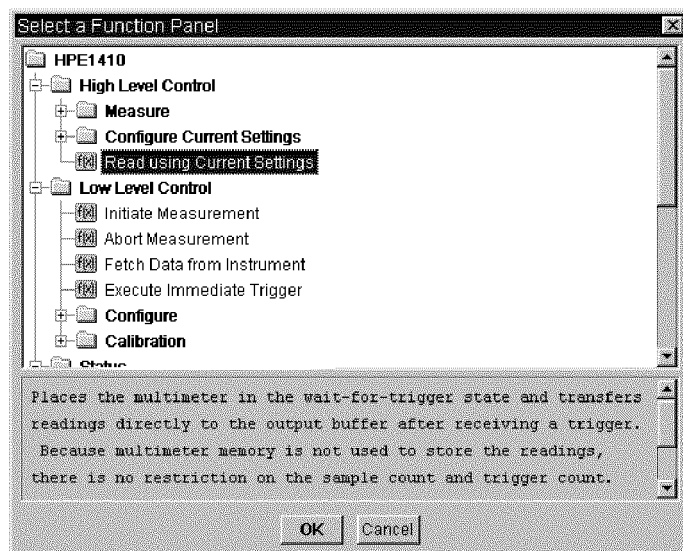 Select a Function Panel
HPE1410
High Level Control
Measure
Configure Current Settings
f(x) Read using Current Settings
Low Level Control
f(x) Initiate Measurement
f(x) Abort Measurement
f(x) Fetch Data from Instrument
f(x) Execute Immediate Trigger
Configure
Calibration
Status
Places the multimeter in the wait-for-trigger state and transfers
readings directly to the output buffer after receiving a trigger.
Because multimeter memory is not used to store the readings,
there is no restriction on the sample count and trigger count.
OK Cancel